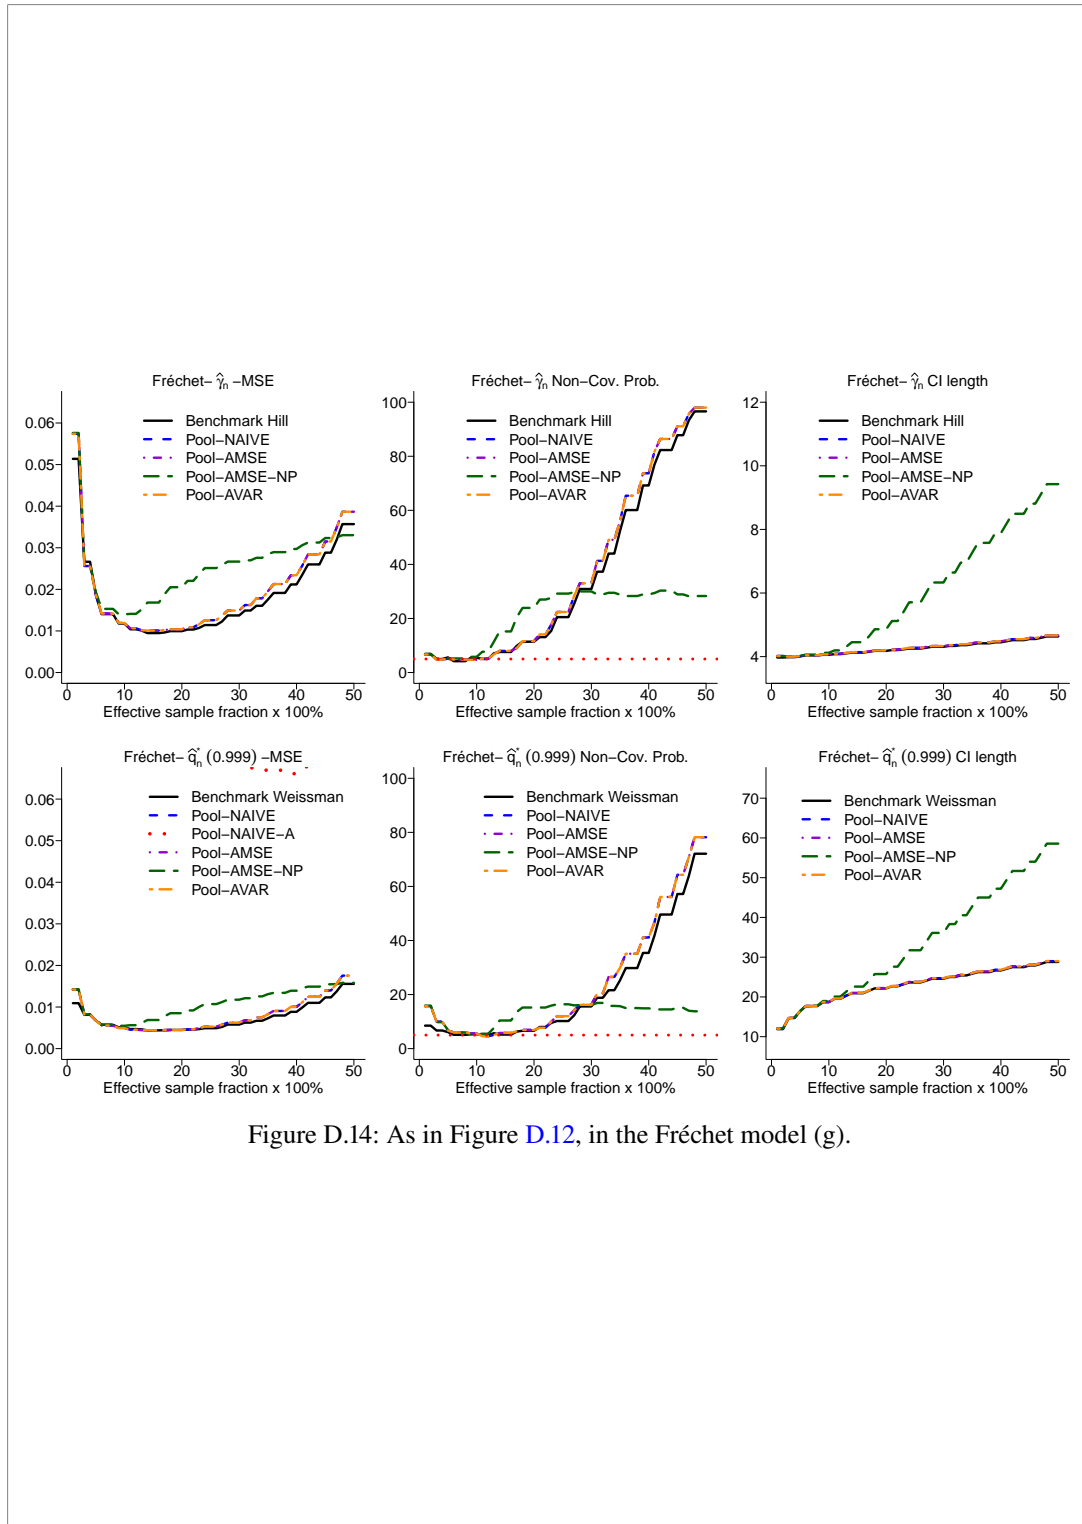 Fréchet− γ̂n −MSE
0.06
0.05
0.04
0.03
0.02
0.01
0.00
Benchmark Hill
Pool−NAIVE
Pool−AMSE
Pool−AMSE−NP
Pool−AVAR
0 10 20 30 40 50
Effective sample fraction x 100%
Fréchet− γ̂n Non−Cov. Prob.
100
80
60
40
20
0
Benchmark Hill
Pool−NAIVE
Pool−AMSE
Pool−AMSE−NP
Pool−AVAR
0 10 20 30 40 50
Effective sample fraction x 100%
Fréchet− γ̂n CI length
12
10
8
6
4
Benchmark Hill
Pool−NAIVE
Pool−AMSE
Pool−AMSE−NP
Pool−AVAR
0 10 20 30 40 50
Effective sample fraction x 100%
Fréchet− q̂n* (0.999) −MSE
0.06
0.05
0.04
0.03
0.02
0.01
0.00
Benchmark Weissman
Pool−NAIVE
Pool−NAIVE−A
Pool−AMSE
Pool−AMSE−NP
Pool−AVAR
0 10 20 30 40 50
Effective sample fraction x 100%
Fréchet− q̂n* (0.999) Non−Cov. Prob.
100
80
60
40
20
0
Benchmark Weissman
Pool−NAIVE
Pool−AMSE
Pool−AMSE−NP
Pool−AVAR
0 10 20 30 40 50
Effective sample fraction x 100%
Fréchet− q̂n* (0.999) CI length
70
60
50
40
30
20
10
Benchmark Weissman
Pool−NAIVE
Pool−AMSE
Pool−AMSE−NP
Pool−AVAR
0 10 20 30 40 50
Effective sample fraction x 100%
Figure D.14: As in Figure D.12, in the Fréchet model (g).